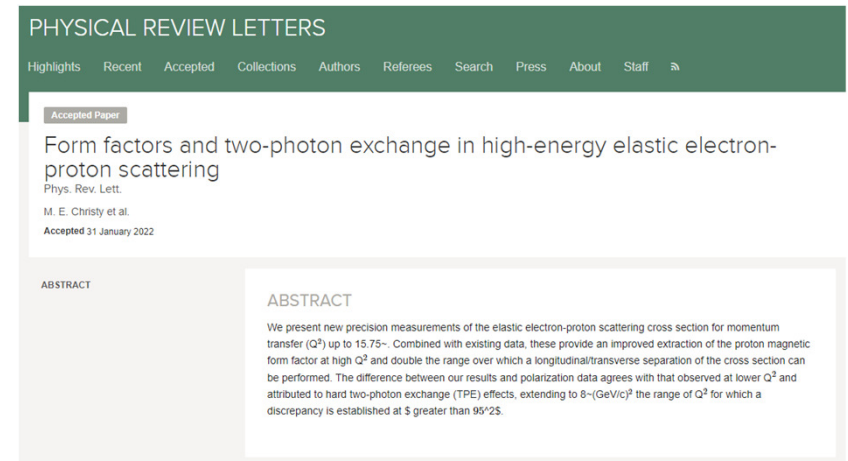 PHYSICAL REVIEW LETTERS
Highlights Recent Accepted Collections Authors Referees Search Press About Staff
Accepted Paper
Form factors and two-photon exchange in high-energy elastic electron-
proton scattering
Phys. Rev. Lett.
M. E. Christy et al.
Accepted 31 January 2022
ABSTRACT
ABSTRACT
We present new precision measurements of the elastic electron-proton scattering cross section for momentum
transfer (Q²) up to 15.75~. Combined with existing data, these provide an improved extraction of the proton magnetic
form factor at high Q² and double the range over which a longitudinal/transverse separation of the cross section can
be performed. The difference between our results and polarization data agrees with that observed at lower Q² and
attributed to hard two-photon exchange (TPE) effects, extending to 8~(GeV/c)² the range of Q² for which a
discrepancy is established at $ greater than 95^2$.